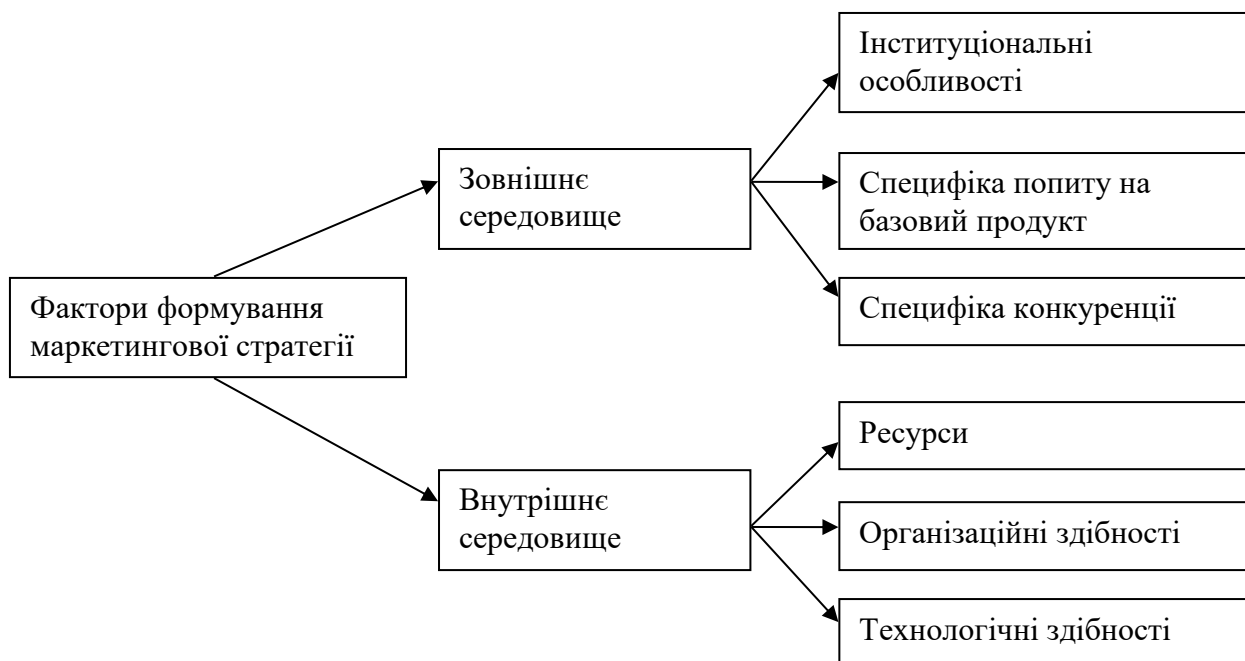 Інституціональні
особливості
Зовнішнє
середовище
Специфіка попиту на
базовий продукт
Специфіка конкуренції
Фактори формування
маркетингової стратегії
Ресурси
Внутрішнє
середовище
Організаційні здібності
Технологічні здібності